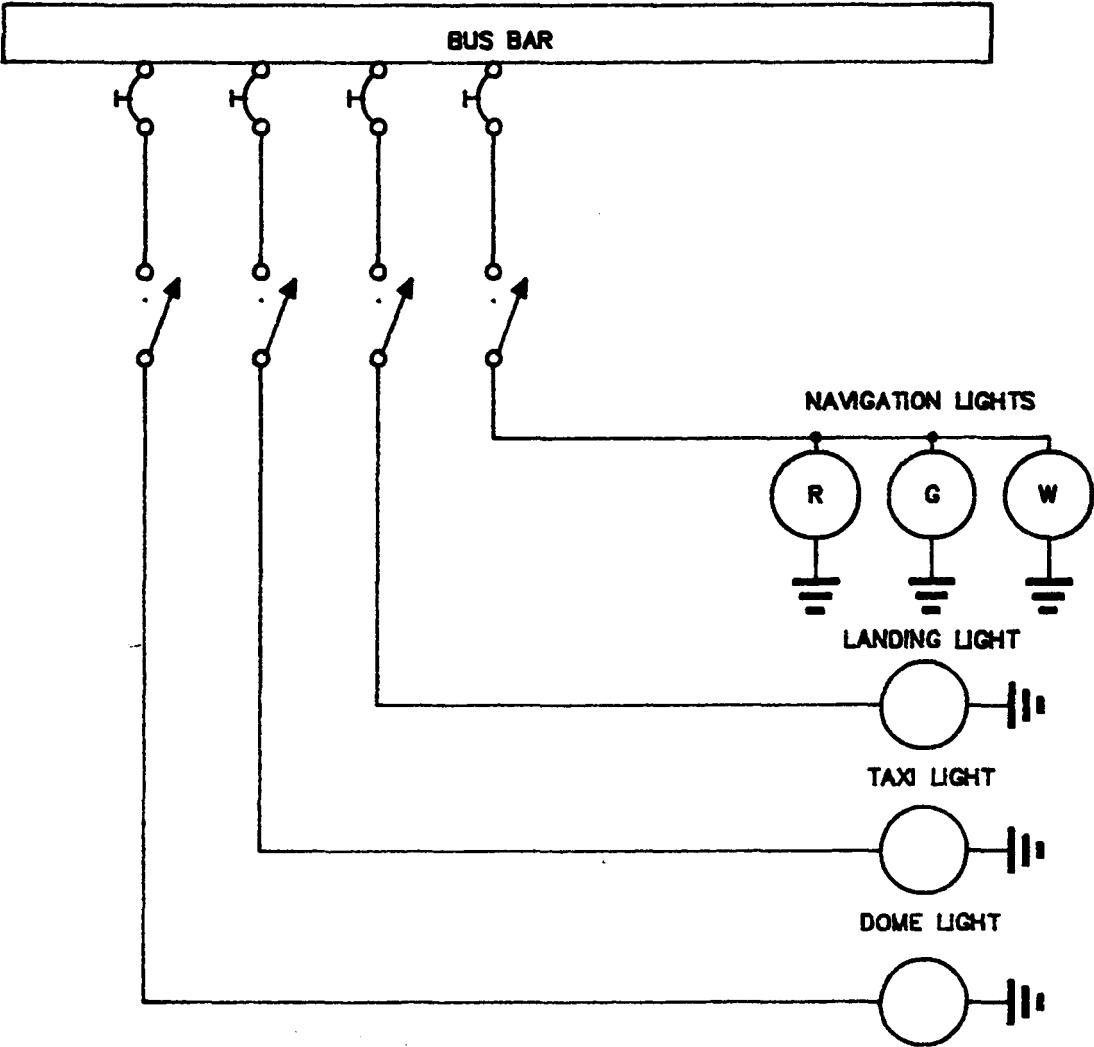 BUS BAR
NAVIGATION LIGHTS
R G W
LANDING LIGHT
TAXI LIGHT
DOME LIGHT